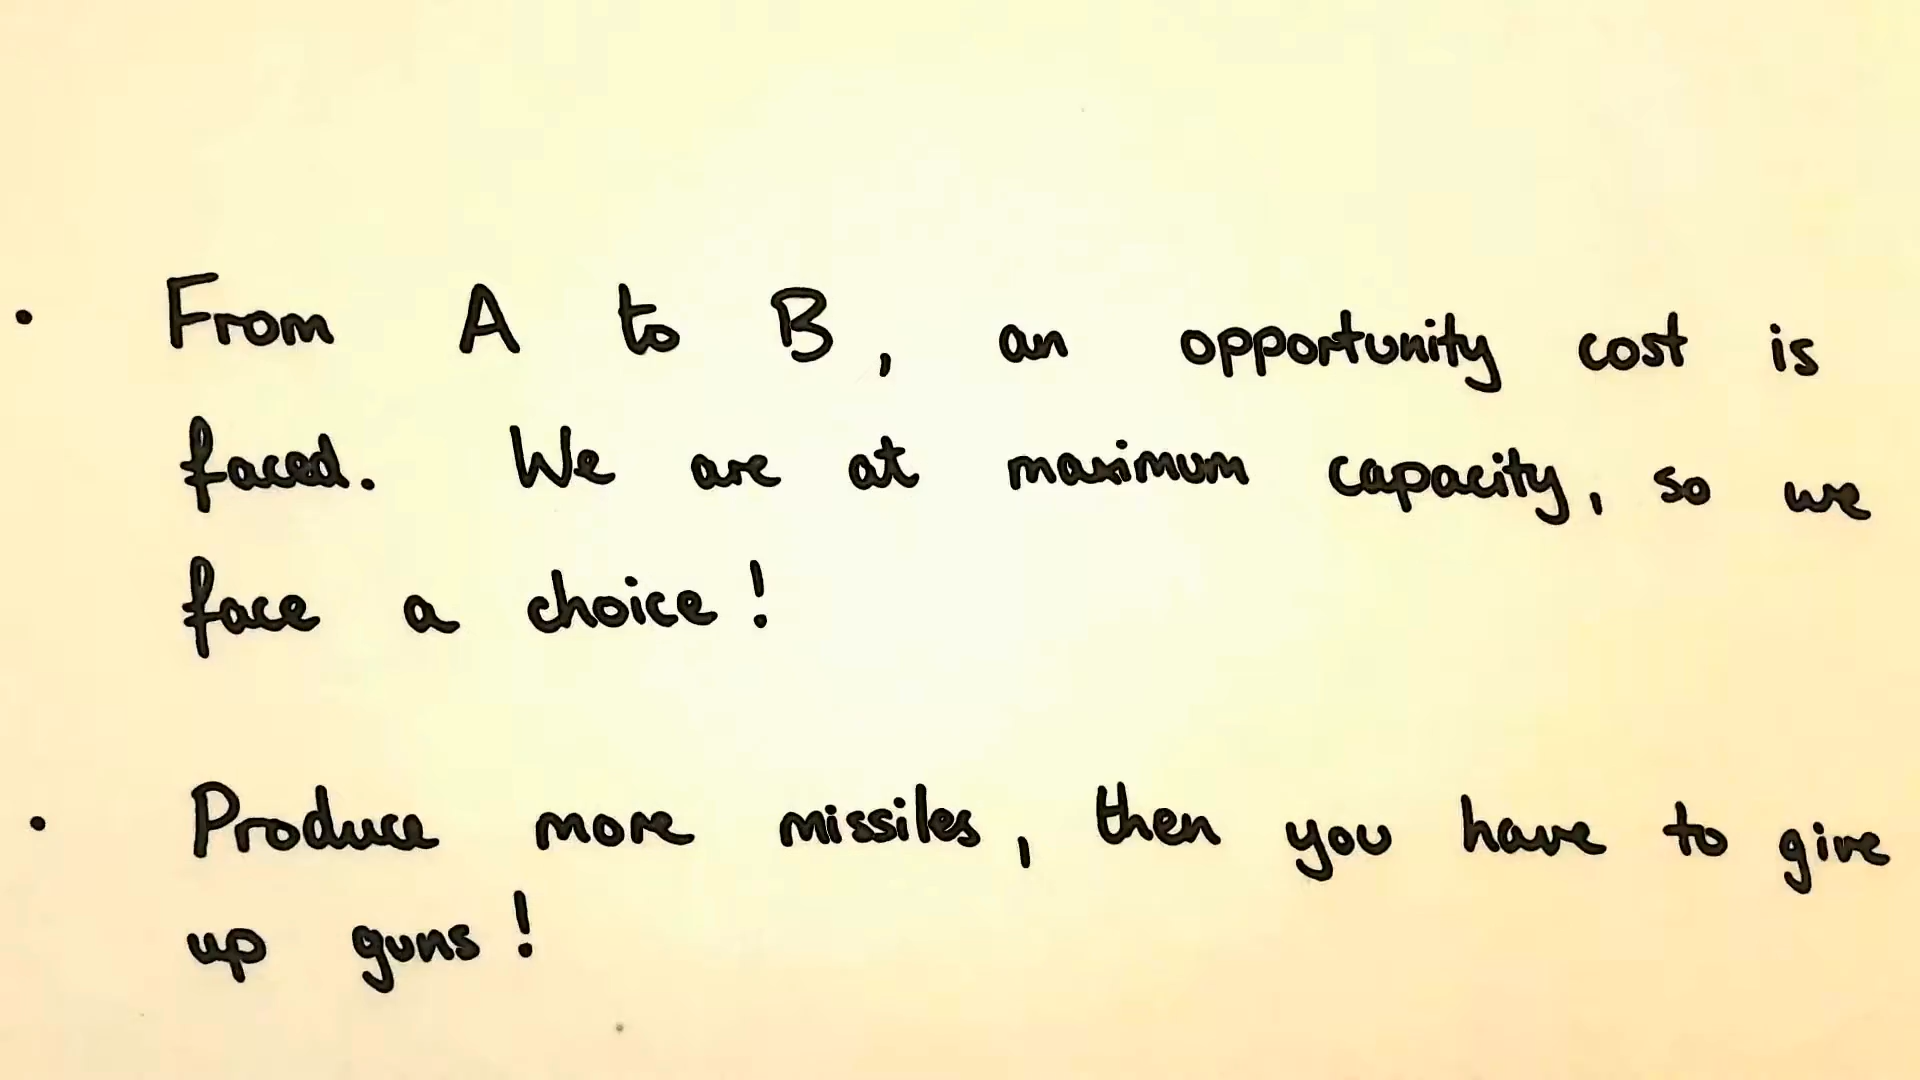 · From A to B, an opportunity cost is
faced. We are at maximum capacity, so we
face a choice!
· Produce more missiles, then you have to give
up guns!